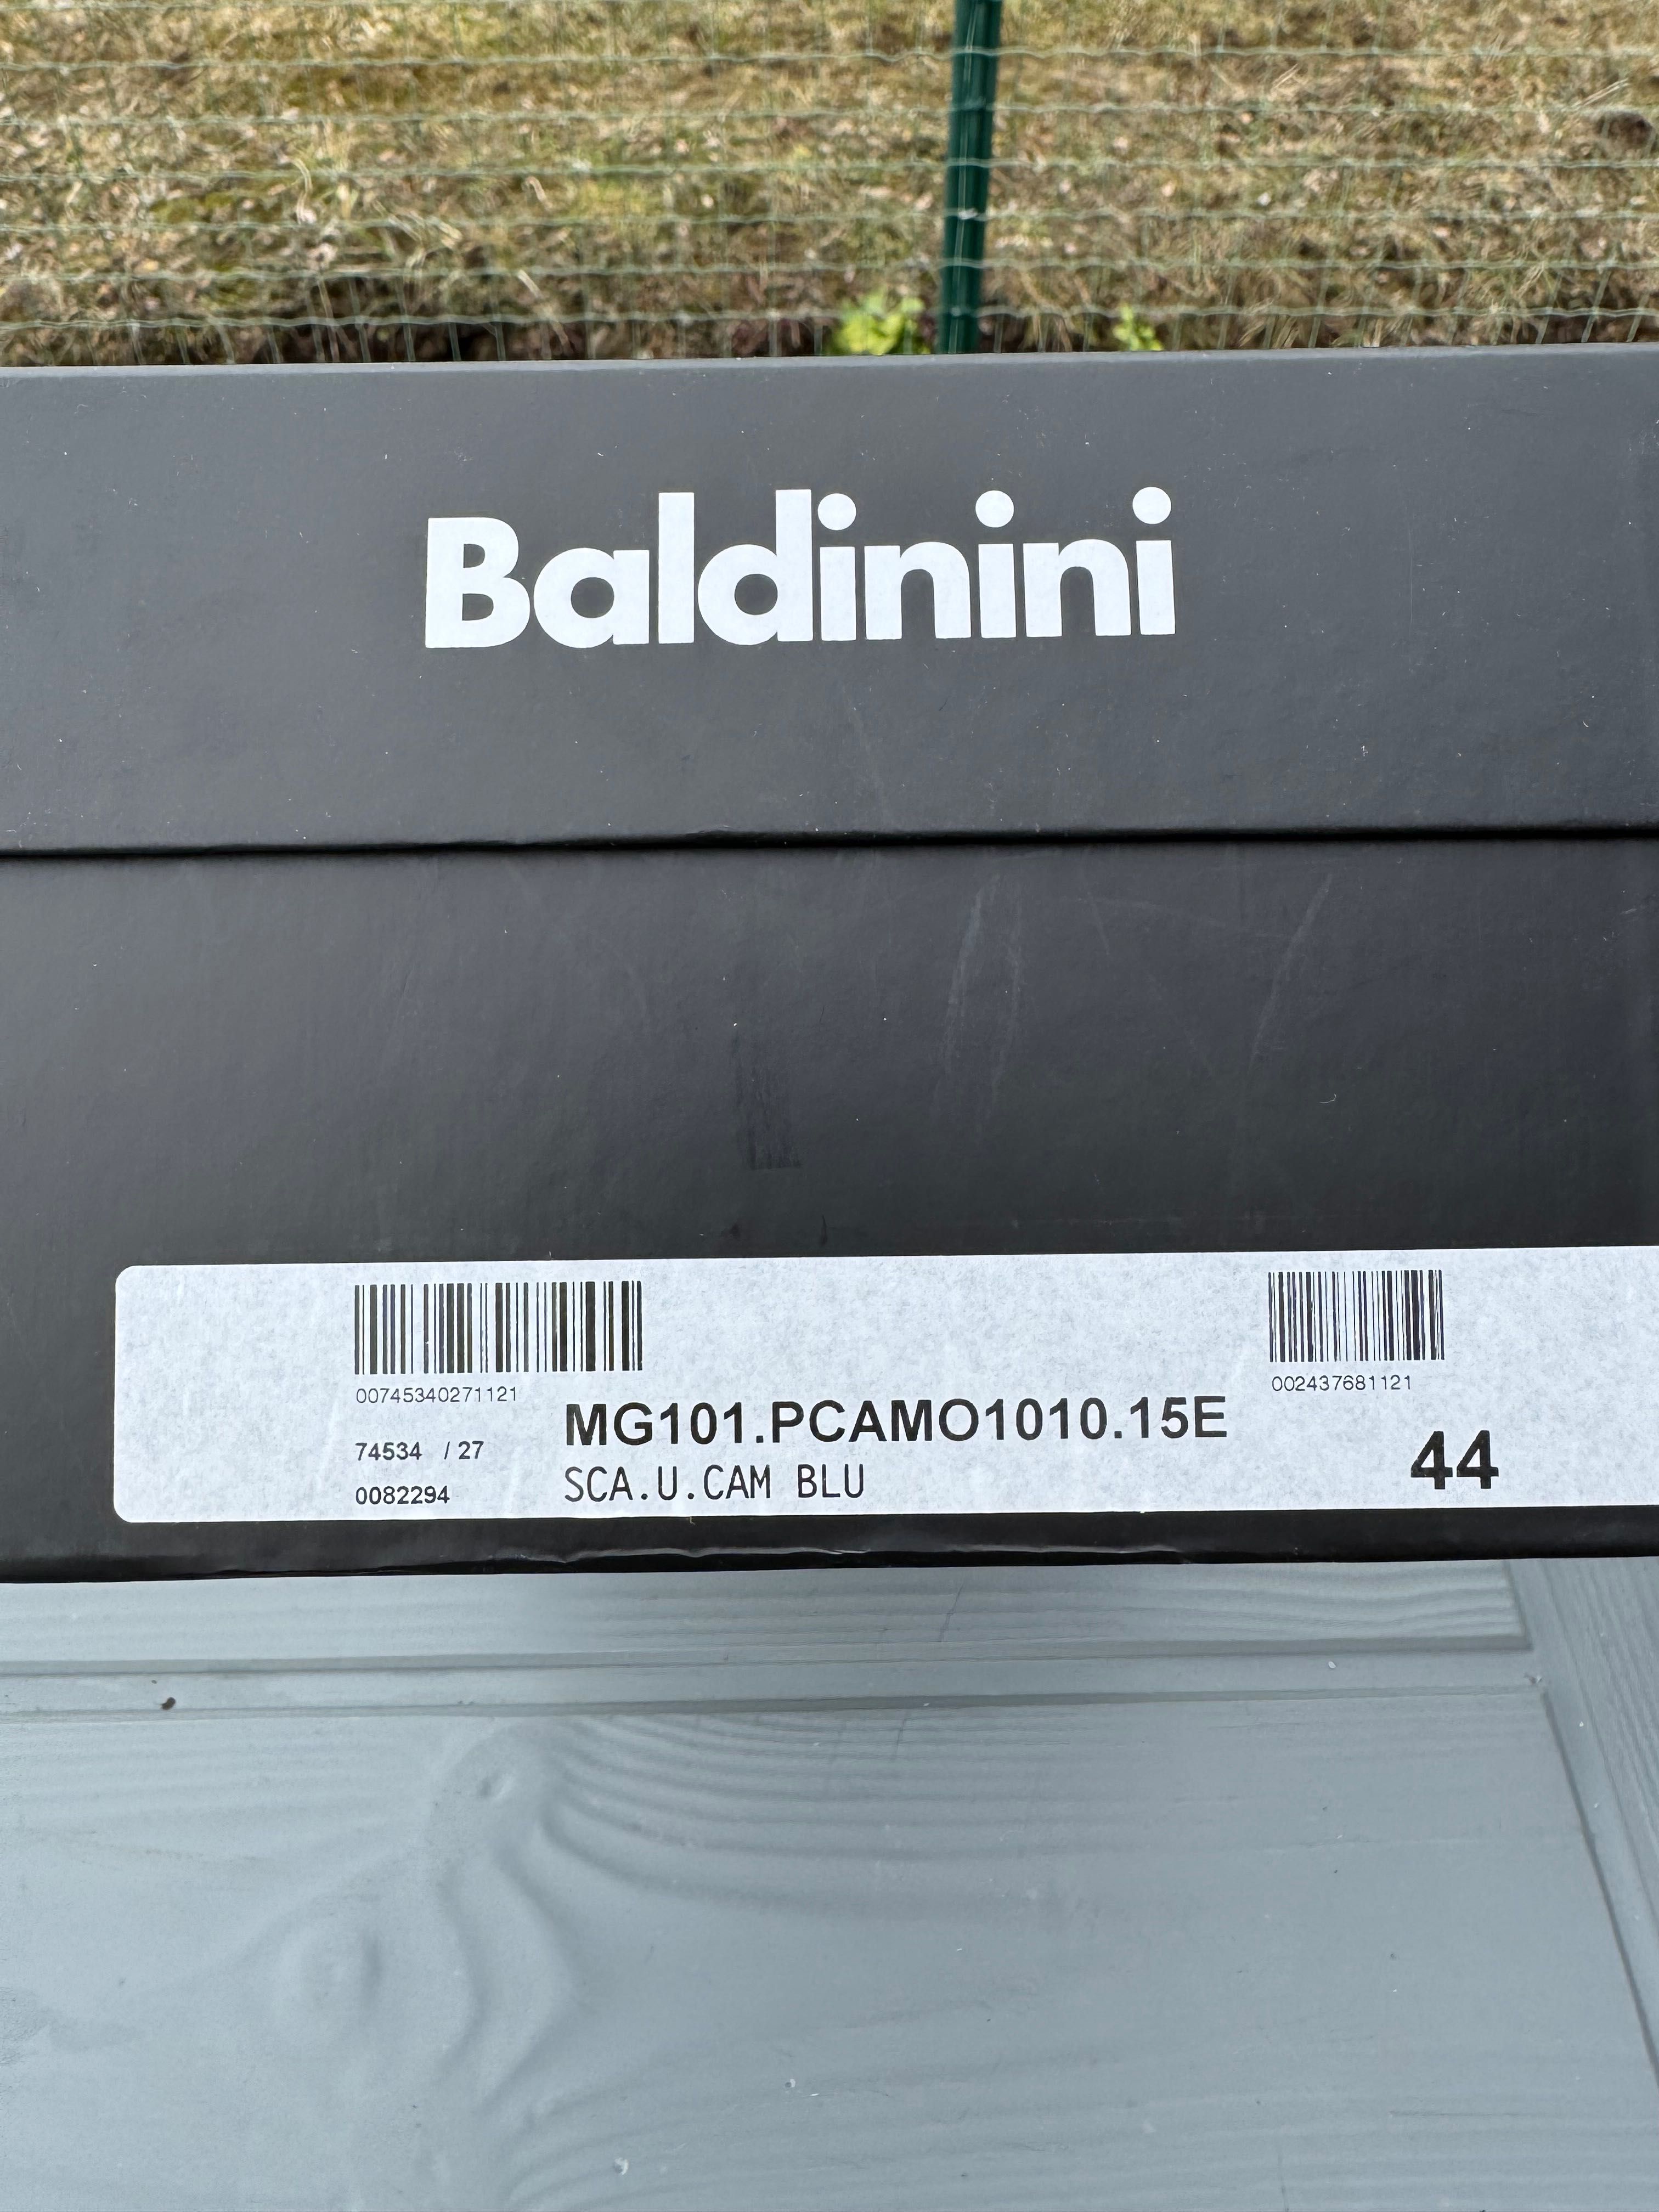 Baldinini
00745340271121
002437681121
MG101.PCAMO1010.15E
74534 / 27
44
SCA.U.CAM BLU
0082294